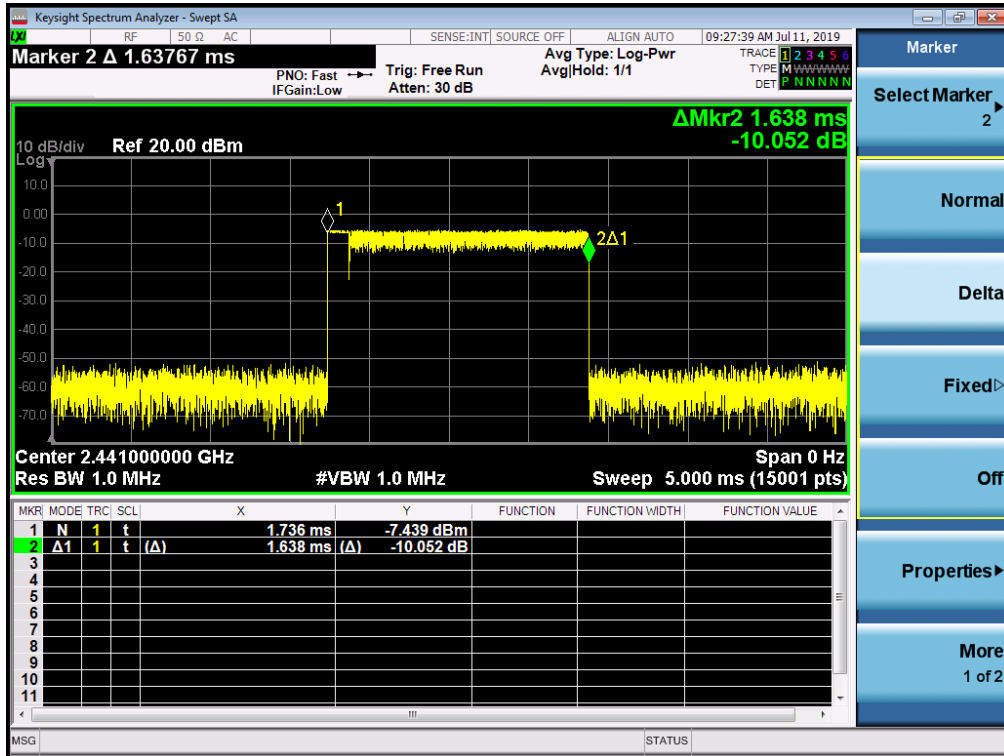 Keysight Spectrum Analyzer - Swept SA
LXI RF 50 Ω AC SENSE:INT SOURCE OFF ALIGN AUTO 09:27:39 AM Jul 11, 2019
Marker 2 Δ 1.63767 ms
PNO: Fast
IFGain:Low
Trig: Free Run
Atten: 30 dB
Avg Type: Log-Pwr
Avg|Hold: 1/1
TRACE 1 2 3 4 5 6
TYPE M WWWWW
DET P N N N N N
ΔMkr2 1.638 ms
-10.052 dB
10 dB/div Ref 20.00 dBm
Log
10.0
0.00
-10.0
-20.0
-30.0
-40.0
-50.0
-60.0
-70.0
1
2Δ1
Center 2.441000000 GHz Span 0 Hz
Res BW 1.0 MHz #VBW 1.0 MHz Sweep 5.000 ms (15001 pts)
MKR MODE TRC SCL X Y FUNCTION FUNCTION WIDTH FUNCTION VALUE
1 N 1 t 1.736 ms -7.439 dBm
2 Δ1 1 t (Δ) 1.638 ms (Δ) -10.052 dB
3
4
5
6
7
8
9
10
11
MSG STATUS
Marker
Select Marker
2
Normal
Delta
Fixed
Off
Properties
More
1 of 2